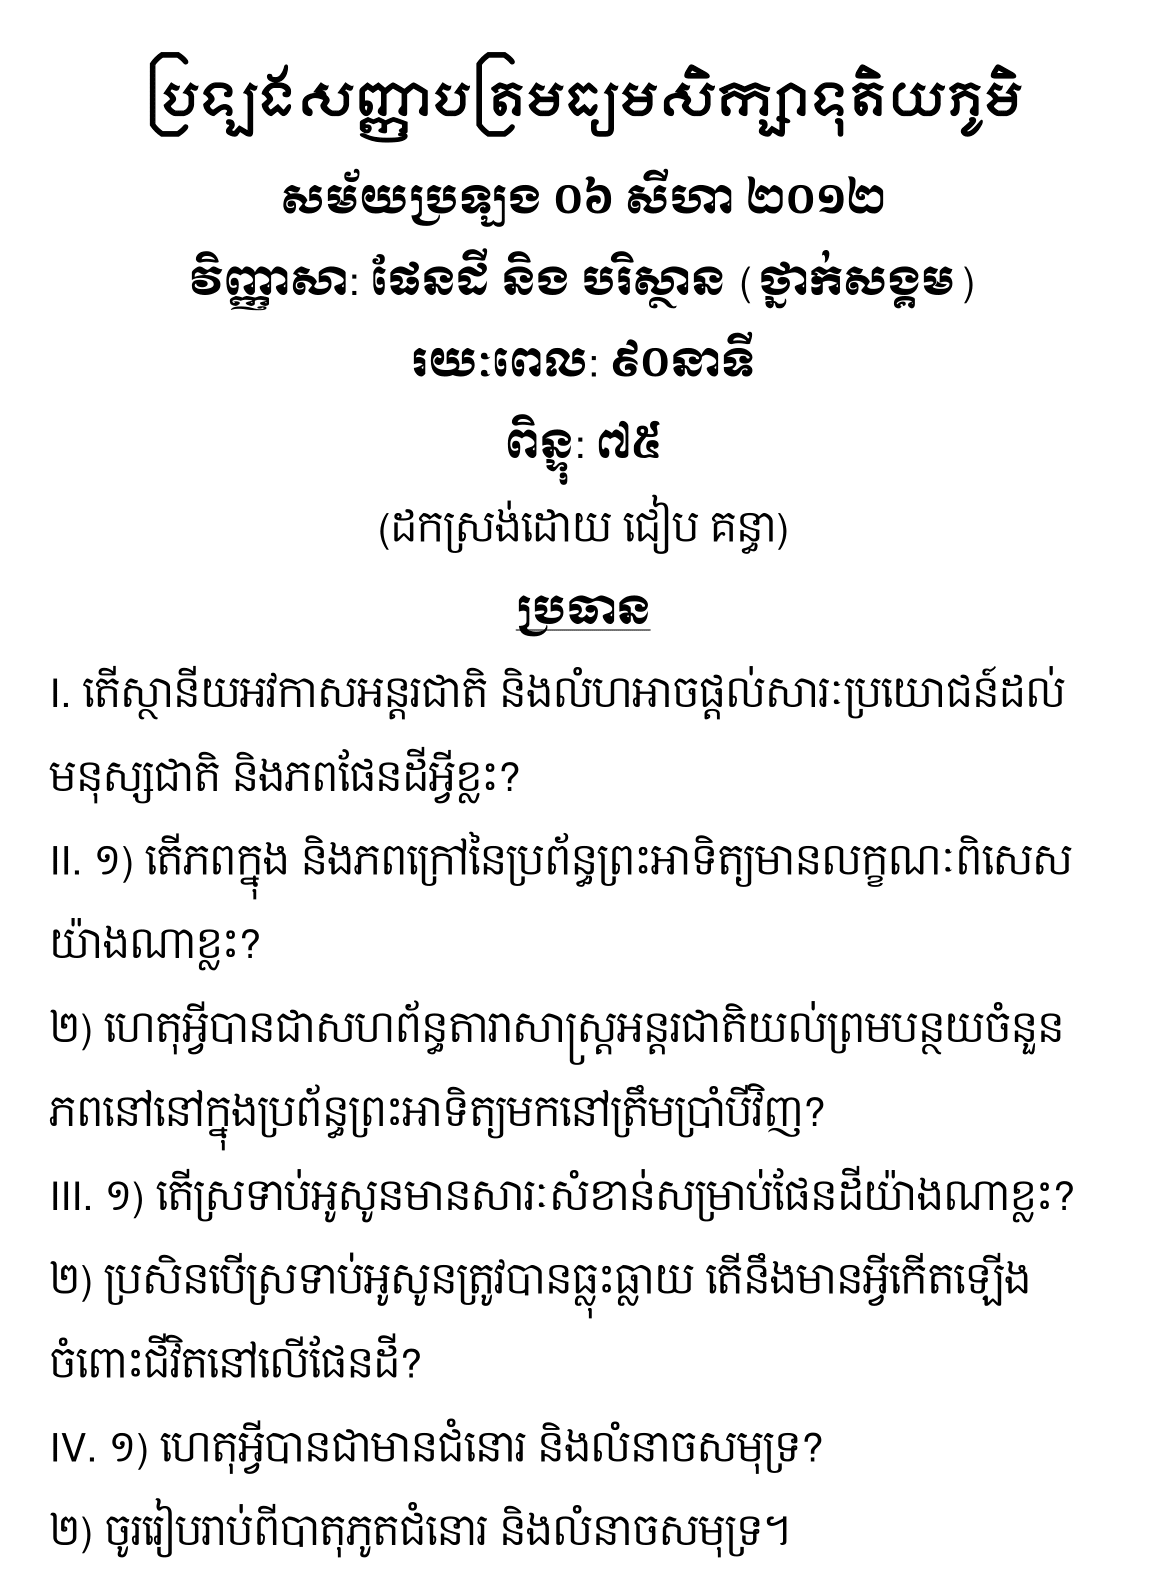 ប្រឡងសញ្ញាបត្រមធ្យមសិក្សាទុតិយភូមិ
សម័យប្រឡង ០៦ សីហា ២០១២
វិញ្ញាសា: ផែនដី និង បរិស្ថាន (ថ្នាក់សង្គម)
រយៈពេល: ៩០នាទី
ពិន្ទុ: ៧៥
(ដកស្រង់ដោយ ជៀប គន្ធា)
ប្រធាន
I. តើស្ថានីយអវកាសអន្តរជាតិ និងលំហអាចផ្តល់សារៈប្រយោជន៍ដល់
មនុស្សជាតិ និងភពផែនដីអ្វីខ្លះ?
II. ១) តើភពក្នុង និងភពក្រៅនៃប្រព័ន្ធព្រះអាទិត្យមានលក្ខណៈពិសេស
យ៉ាងណាខ្លះ?
២) ហេតុអ្វីបានជាសហព័ន្ធតារាសាស្ត្រអន្តរជាតិយល់ព្រមបន្ថយចំនួន
ភពនៅនៅក្នុងប្រព័ន្ធព្រះអាទិត្យមកនៅត្រឹមប្រាំបីវិញ?
III. ១) តើស្រទាប់អូសូនមានសារៈសំខាន់សម្រាប់ផែនដីយ៉ាងណាខ្លះ?
២) ប្រសិនបើស្រទាប់អូសូនត្រូវបានធ្លុះធ្លាយ តើនឹងមានអ្វីកើតឡើង
ចំពោះជីវិតនៅលើផែនដី?
IV. ១) ហេតុអ្វីបានជាមានជំនោរ និងលំនាចសមុទ្រ?
២) ចូររៀបរាប់ពីបាតុភូតជំនោរ និងលំនាចសមុទ្រ។